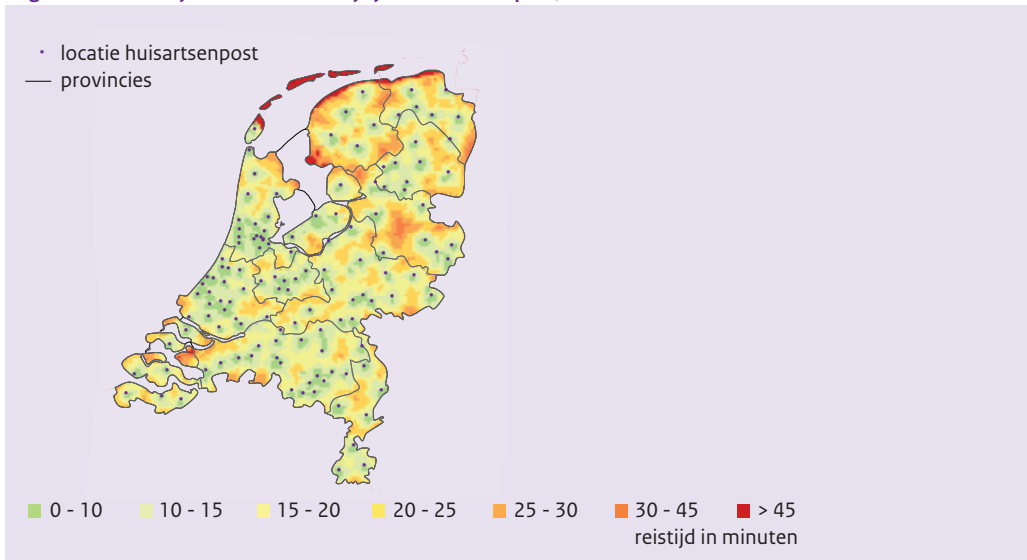 locatie huisartsenpost
provincies
0 - 10 10 - 15 15 - 20 20 - 25 25 - 30 30 - 45 > 45
reistijd in minuten